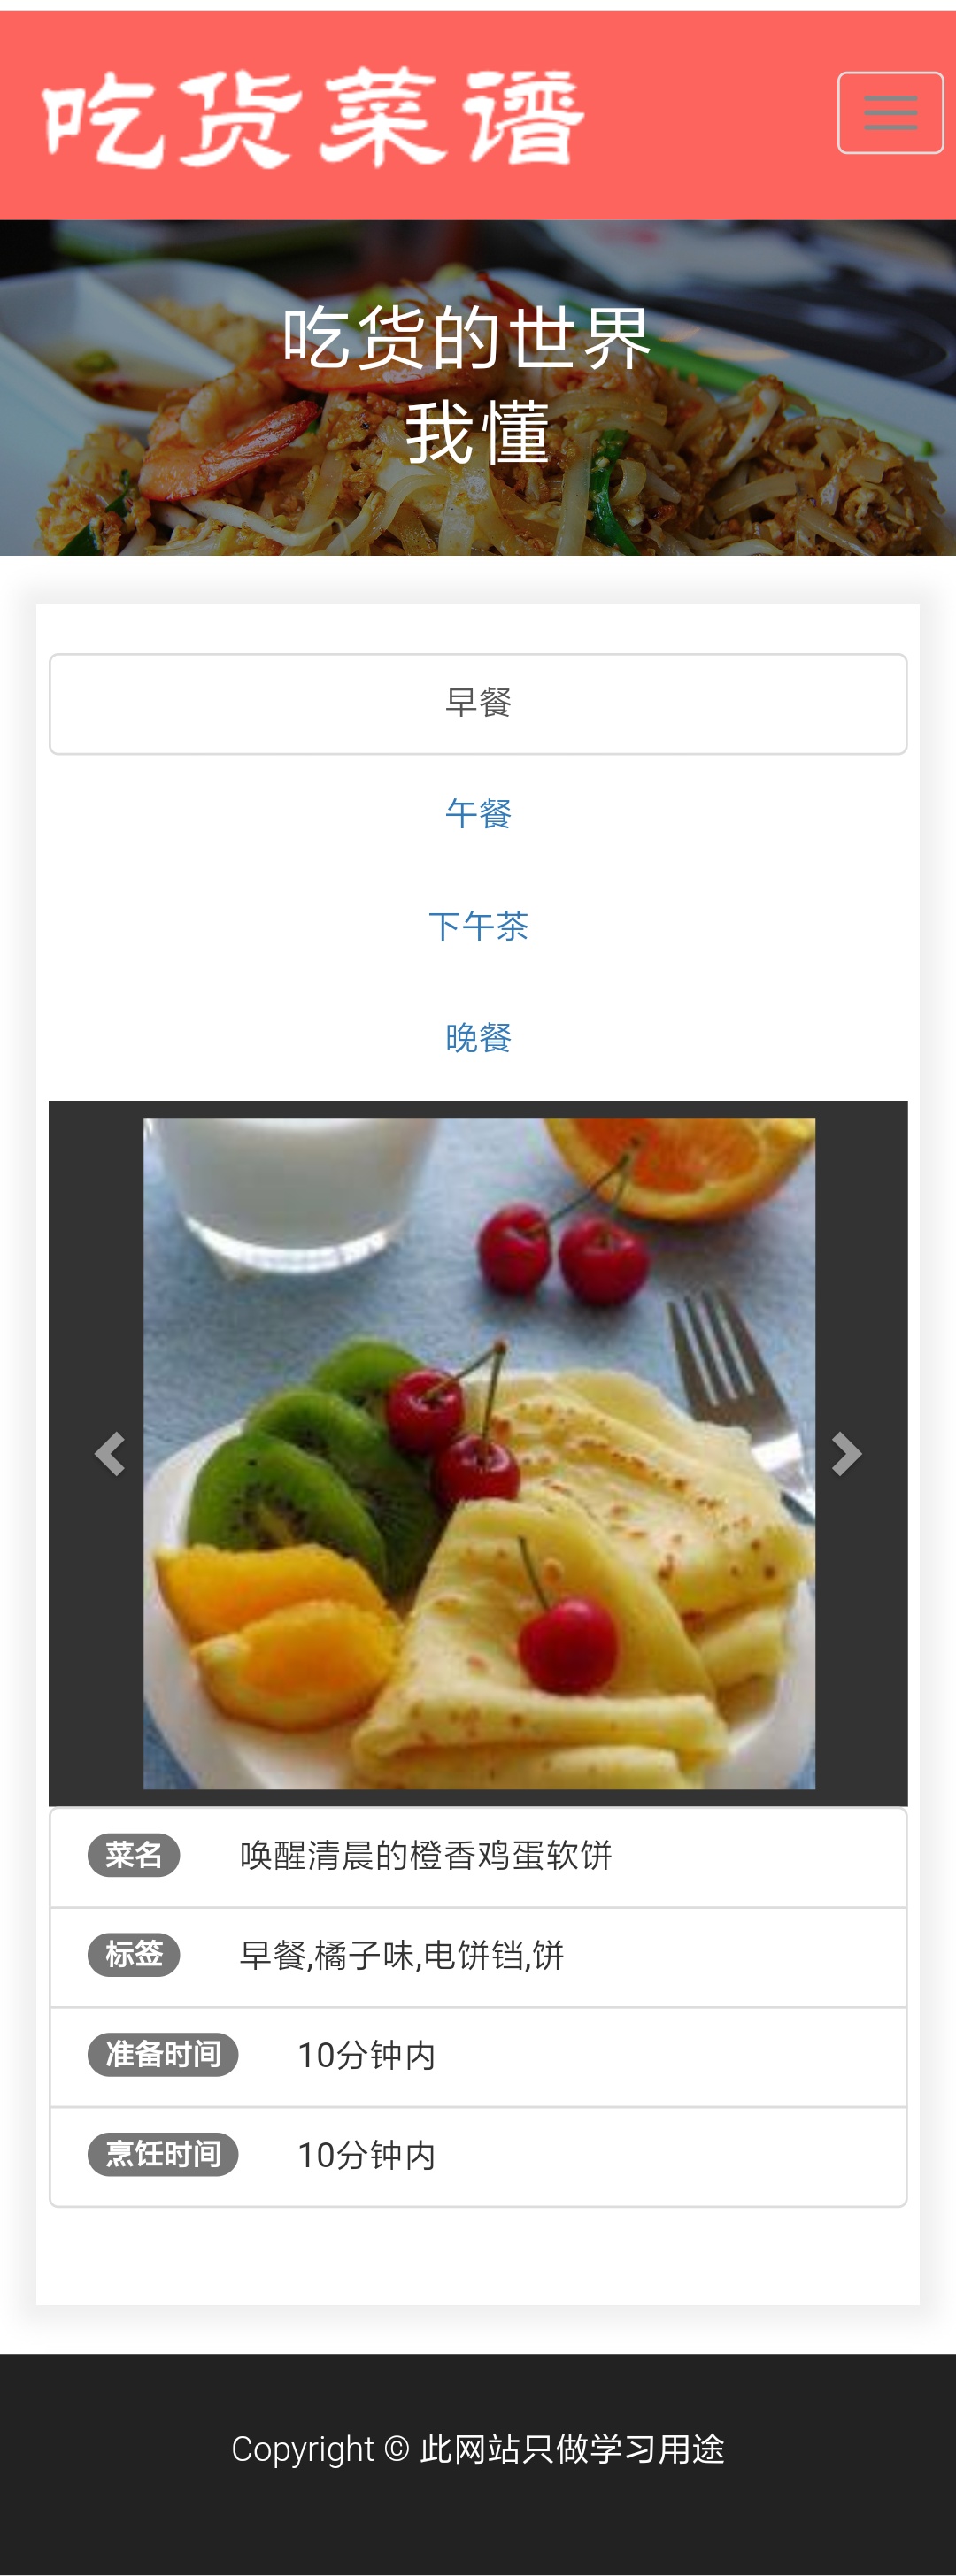 吃货菜谱
吃货的世界
我懂
早餐
午餐
下午茶
晚餐
菜名 唤醒清晨的橙香鸡蛋软饼
标签 早餐,橘子味,电饼铛,饼
准备时间 10分钟内
烹饪时间 10分钟内
Copyright © 此网站只做学习用途